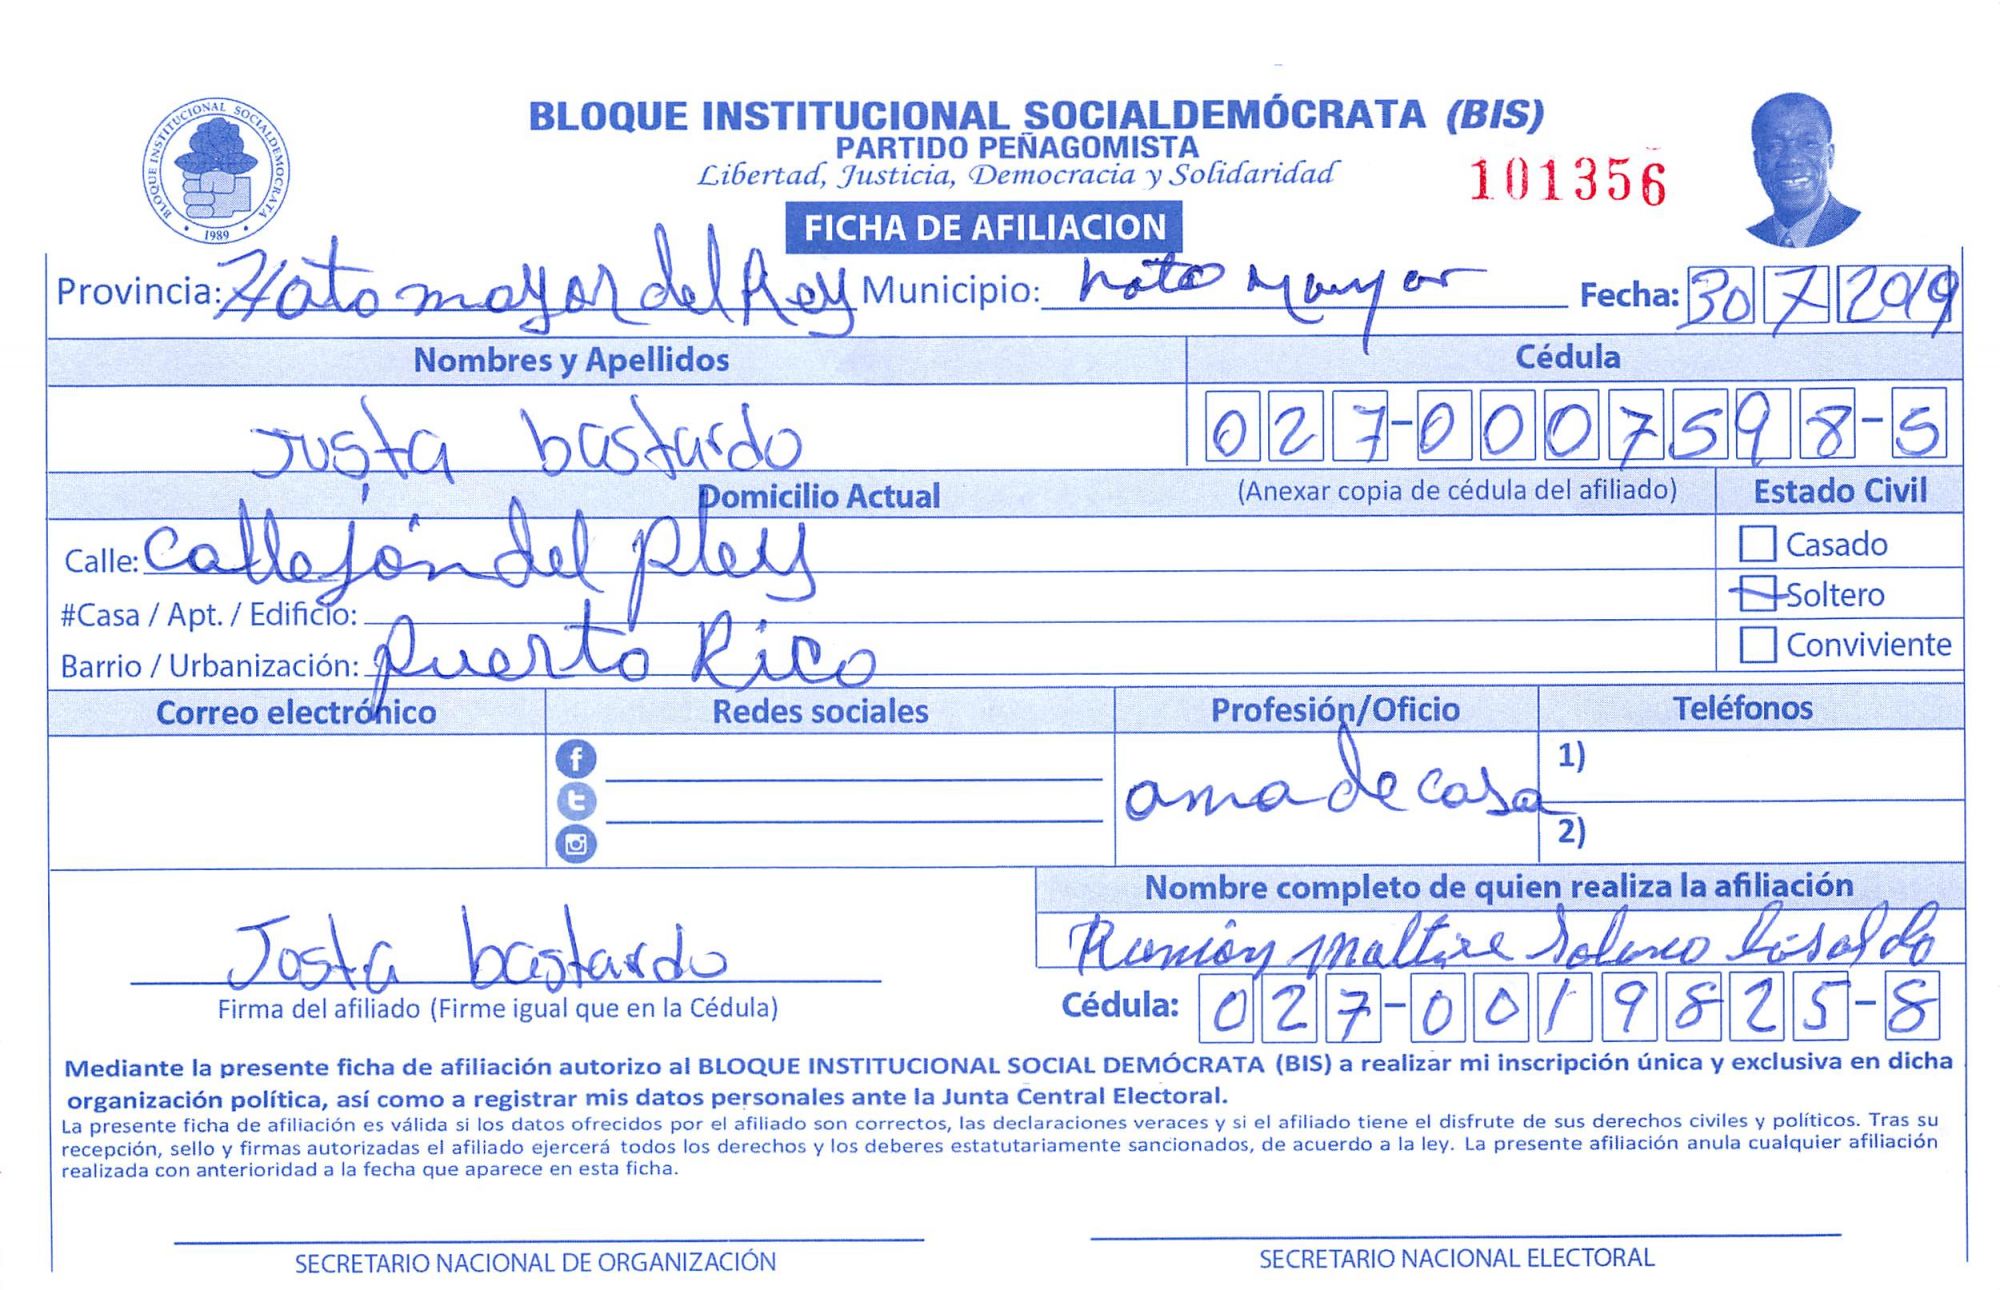 BLOQUE INSTITUCIONAL SOCIALDEMÓCRATA (BIS)
PARTIDO PEÑAGOMISTA
Libertad, Justicia, Democracia y Solidaridad
101356
BLOQUE INSTITUCIONAL SOCIALDEMOCRATA
1989
FICHA DE AFILIACION
Provincia: Hato mayor del Rey Municipio: hato mayor Fecha: 30 7 2019
Nombres y Apellidos Cédula
Justa bastardo 027-0007598-5
Domicilio Actual (Anexar copia de cédula del afiliado) Estado Civil
Calle: Callejón del pley Casado
#Casa / Apt. / Edificio: Soltero
Barrio / Urbanización: Puerto Rico Conviviente
Correo electrónico Redes sociales Profesión/Oficio Teléfonos
1)
ama de casa
2)
Nombre completo de quien realiza la afiliación
Josta bastardo
Firma del afiliado (Firme igual que en la Cédula) Cédula: 027-0019825-8
Mediante la presente ficha de afiliación autorizo al BLOQUE INSTITUCIONAL SOCIAL DEMÓCRATA (BIS) a realizar mi inscripción única y exclusiva en dicha
organización política, así como a registrar mis datos personales ante la Junta Central Electoral.
La presente ficha de afiliación es válida si los datos ofrecidos por el afiliado son correctos, las declaraciones veraces y si el afiliado tiene el disfrute de sus derechos civiles y políticos. Tras su
recepción, sello y firmas autorizadas el afiliado ejercerá todos los derechos y los deberes estatutariamente sancionados, de acuerdo a la ley. La presente afiliación anula cualquier afiliación
realizada con anterioridad a la fecha que aparece en esta ficha.
SECRETARIO NACIONAL DE ORGANIZACIÓN SECRETARIO NACIONAL ELECTORAL